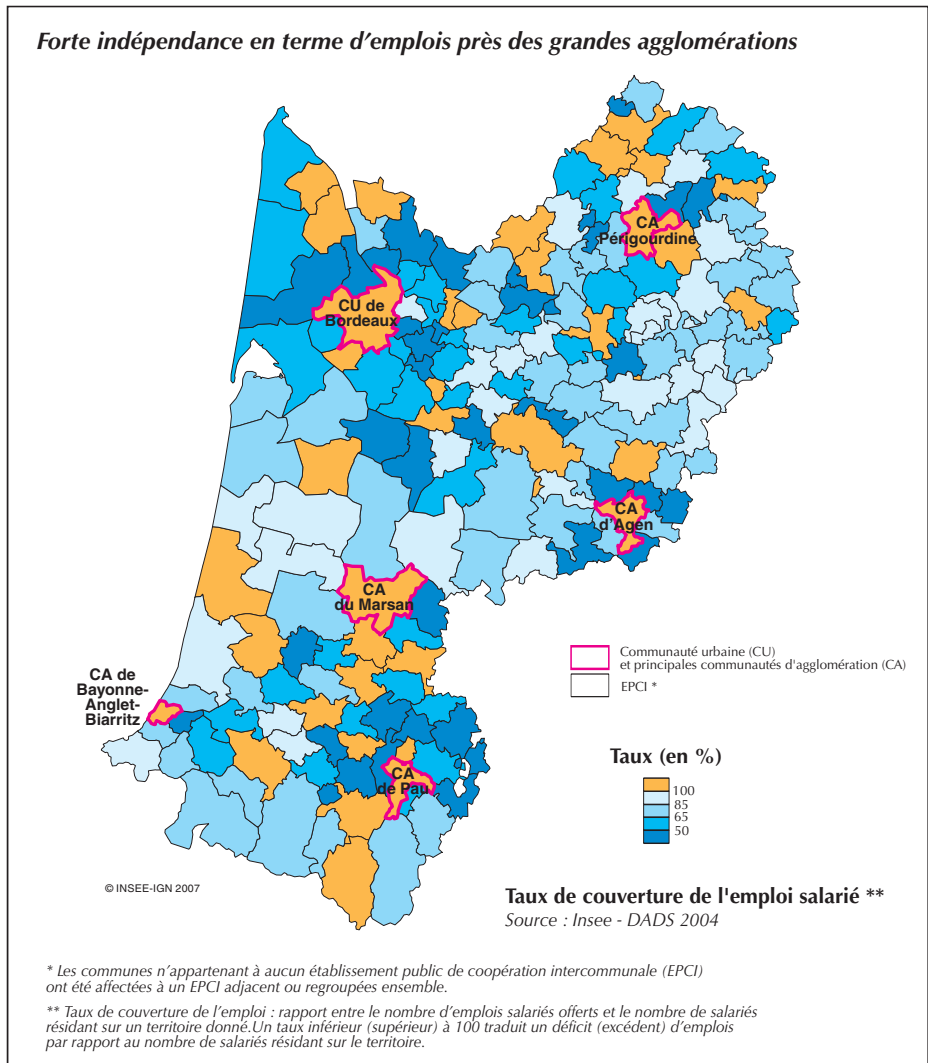 Forte indépendance en terme d'emplois près des grandes agglomérations
CA
Périgourdine
CU de
Bordeaux
CA
d'Agen
CA
du Marsan
Communauté urbaine (CU)
et principales communautés d'agglomération (CA)
EPCI *
CA de
Bayonne-
Anglet-
Biarritz
CA
de Pau
Taux (en %)
100
85
65
50
© INSEE-IGN 2007
Taux de couverture de l'emploi salarié **
Source : Insee - DADS 2004
* Les communes n'appartenant à aucun établissement public de coopération intercommunale (EPCI)
ont été affectées à un EPCI adjacent ou regroupées ensemble.
** Taux de couverture de l'emploi : rapport entre le nombre d'emplois salariés offerts et le nombre de salariés
résidant sur un territoire donné.Un taux inférieur (supérieur) à 100 traduit un déficit (excédent) d'emplois
par rapport au nombre de salariés résidant sur le territoire.